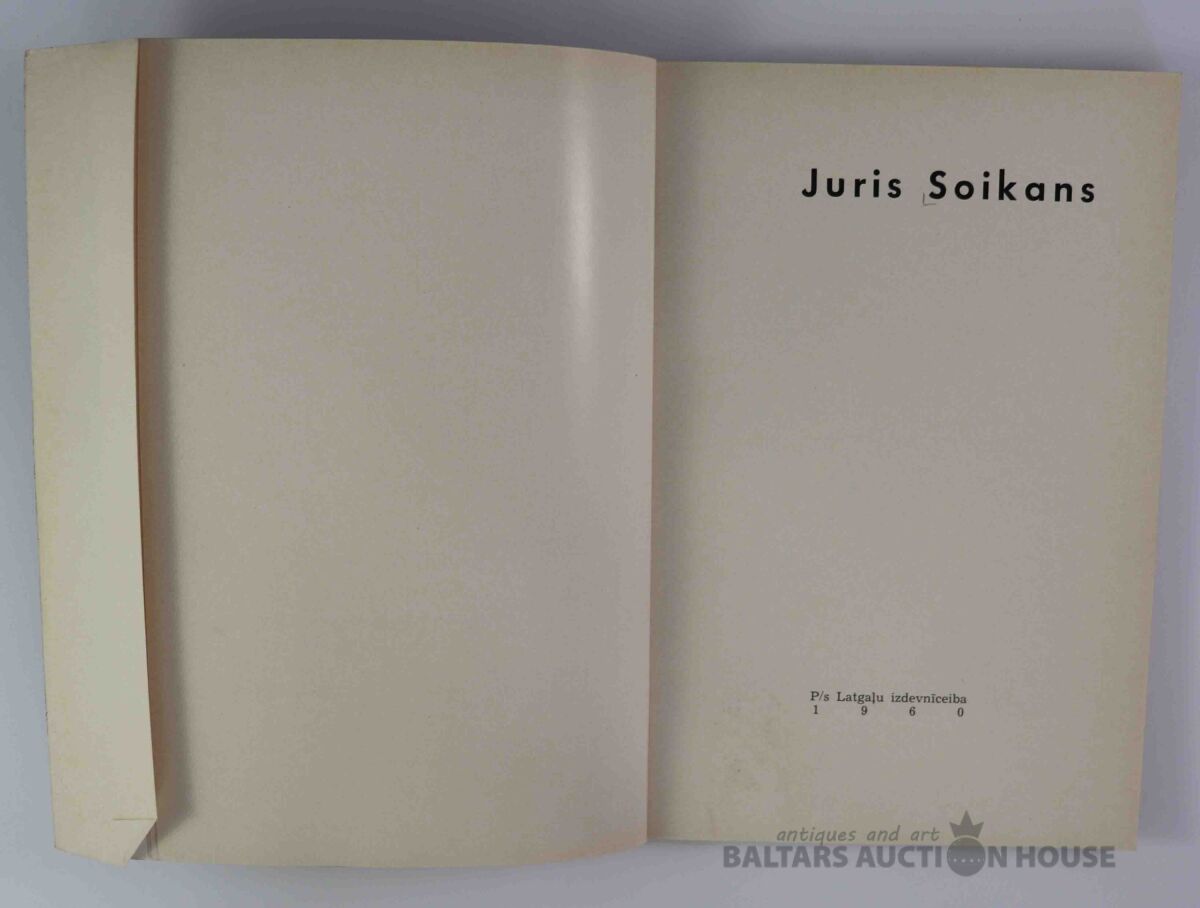 Juris Soikans
P/s Latgaļu izdevnīceiba
1 9 6 0
antiques and art
BALTARS AUCTION HOUSE